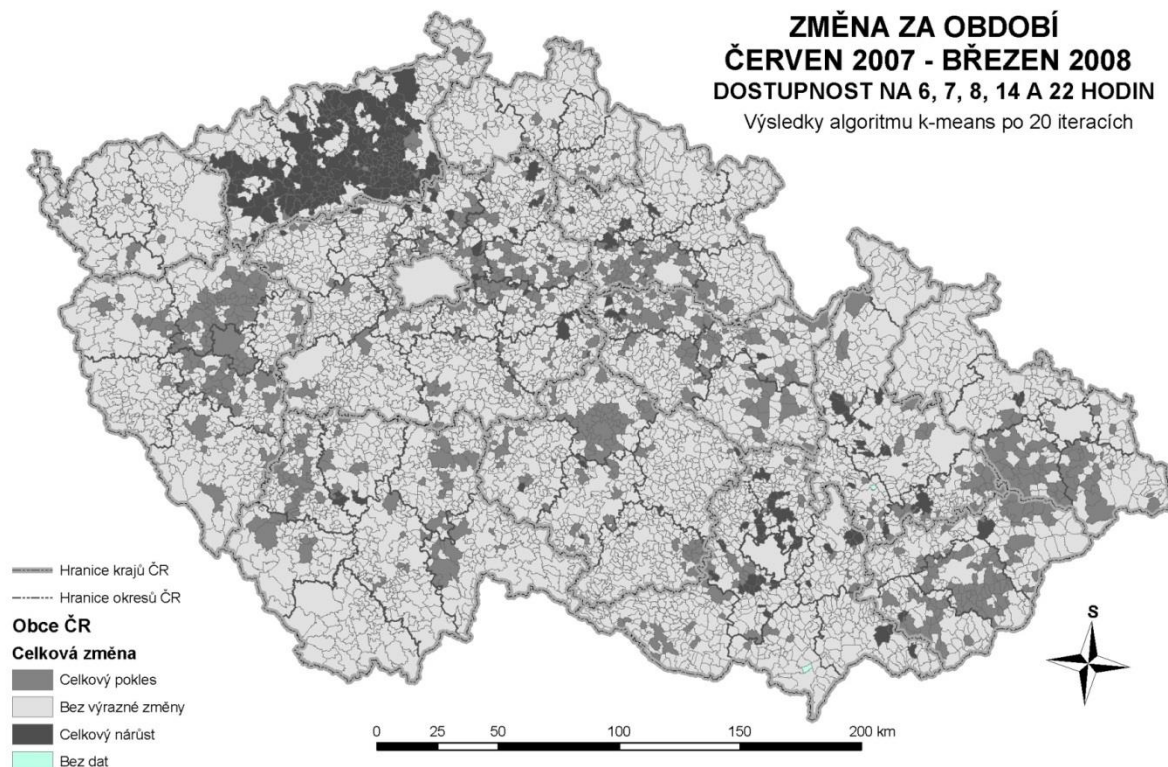 ZMĚNA ZA OBDOBÍ
ČERVEN 2007 - BŘEZEN 2008
DOSTUPNOST NA 6, 7, 8, 14 A 22 HODIN
Výsledky algoritmu k-means po 20 iteracích
Hranice krajů ČR
Hranice okresů ČR
Obce ČR
Celková změna
Celkový pokles
Bez výrazné změny
Celkový nárůst
Bez dat
S
0 25 50 100 150 200 km